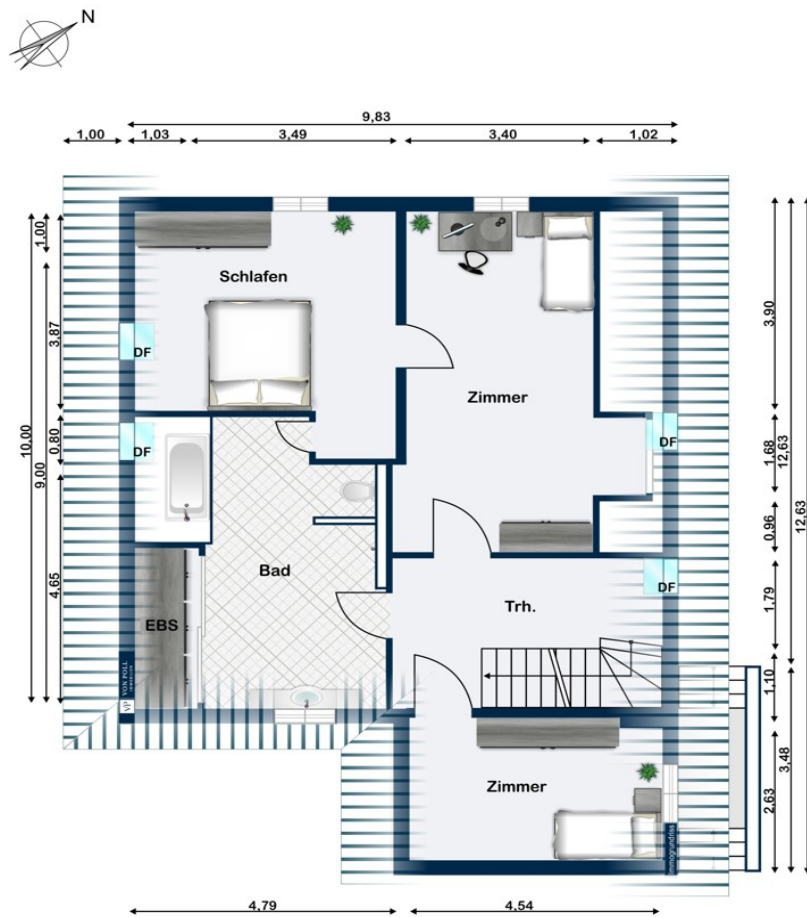 N
9,83
1,00
1,03
3,49
3,40
1,02
1,00
3,87
10,00
9,00
0,80
4,65
Schlafen
DF
Zimmer
DF
DF
Bad
EBS
Trh.
DF
Zimmer
3,90
1,68
12,63
12,63
0,96
1,79
1,10
3,48
2,63
VP VON POLL
IMMOBILIEN
immogrundriss
4,79
4,54